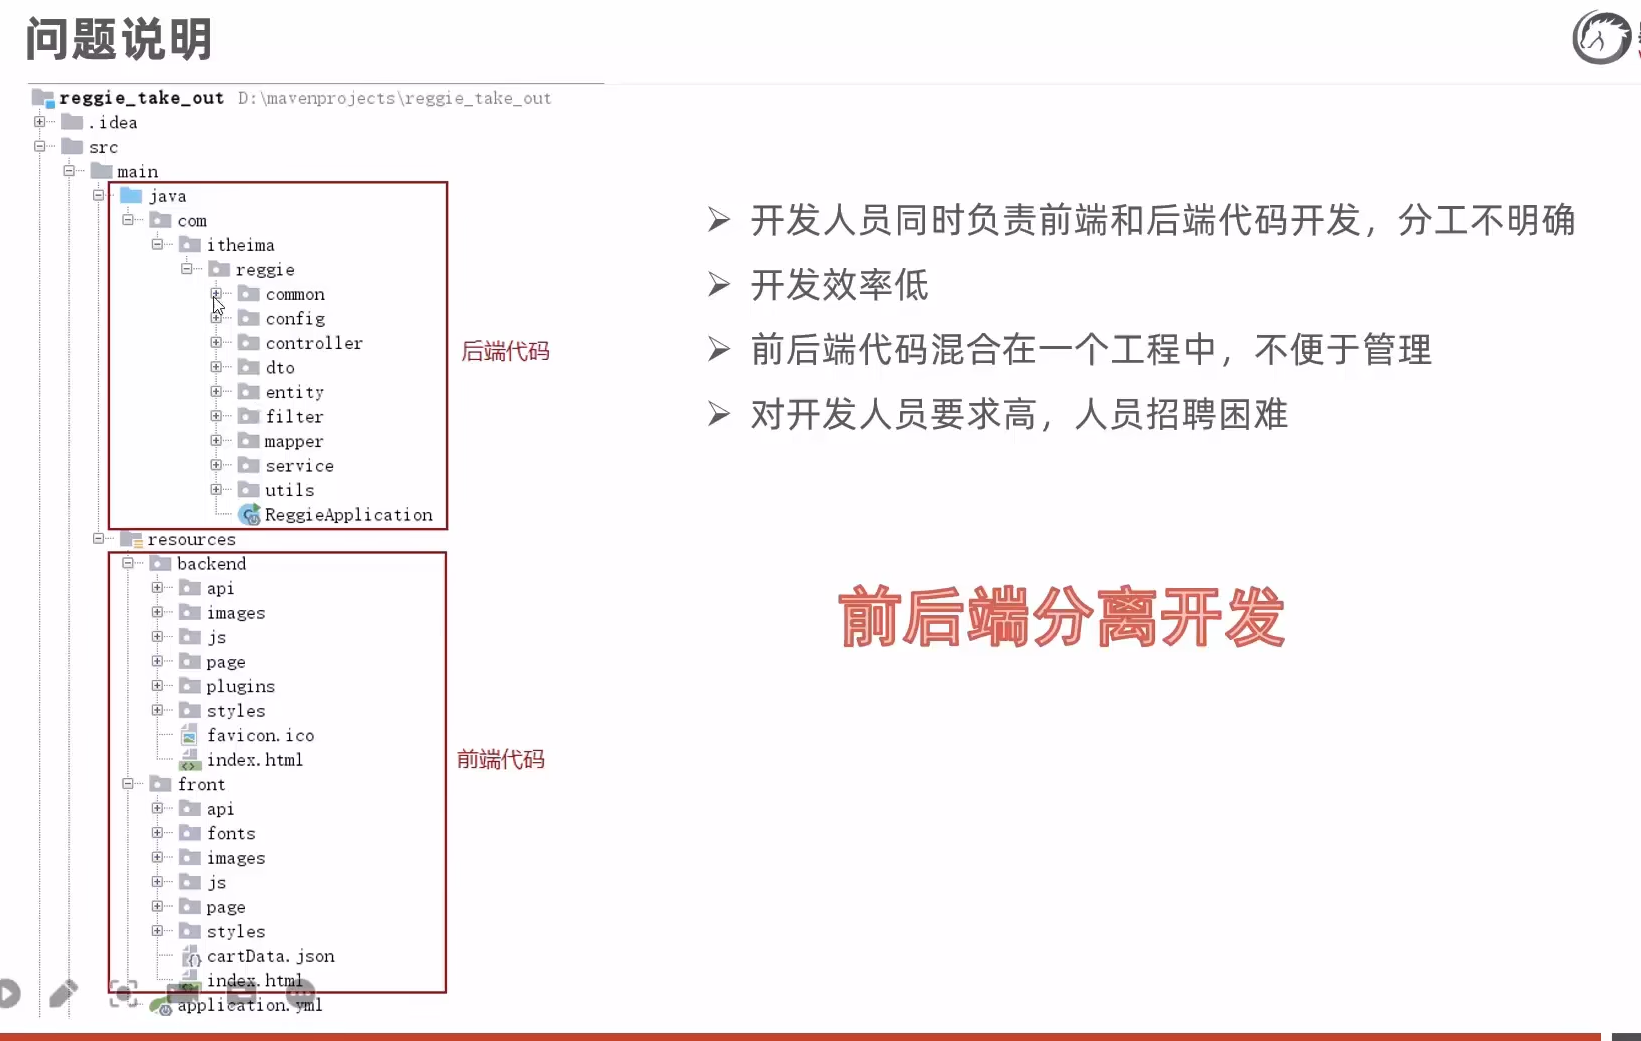 问题说明
reggie_take_out D:\mavenprojects\reggie_take_out
.idea
src
main
java
com
itheima
reggie
common
config
controller
dto
entity
filter
mapper
service
utils
ReggieApplication
后端代码
resources
backend
api
images
js
page
plugins
styles
favicon.ico
index.html
front
api
fonts
images
js
page
styles
cartData.json
index.html
前端代码
application.yml
开发人员同时负责前端和后端代码开发，分工不明确
开发效率低
前后端代码混合在一个工程中，不便于管理
对开发人员要求高，人员招聘困难
前后端分离开发